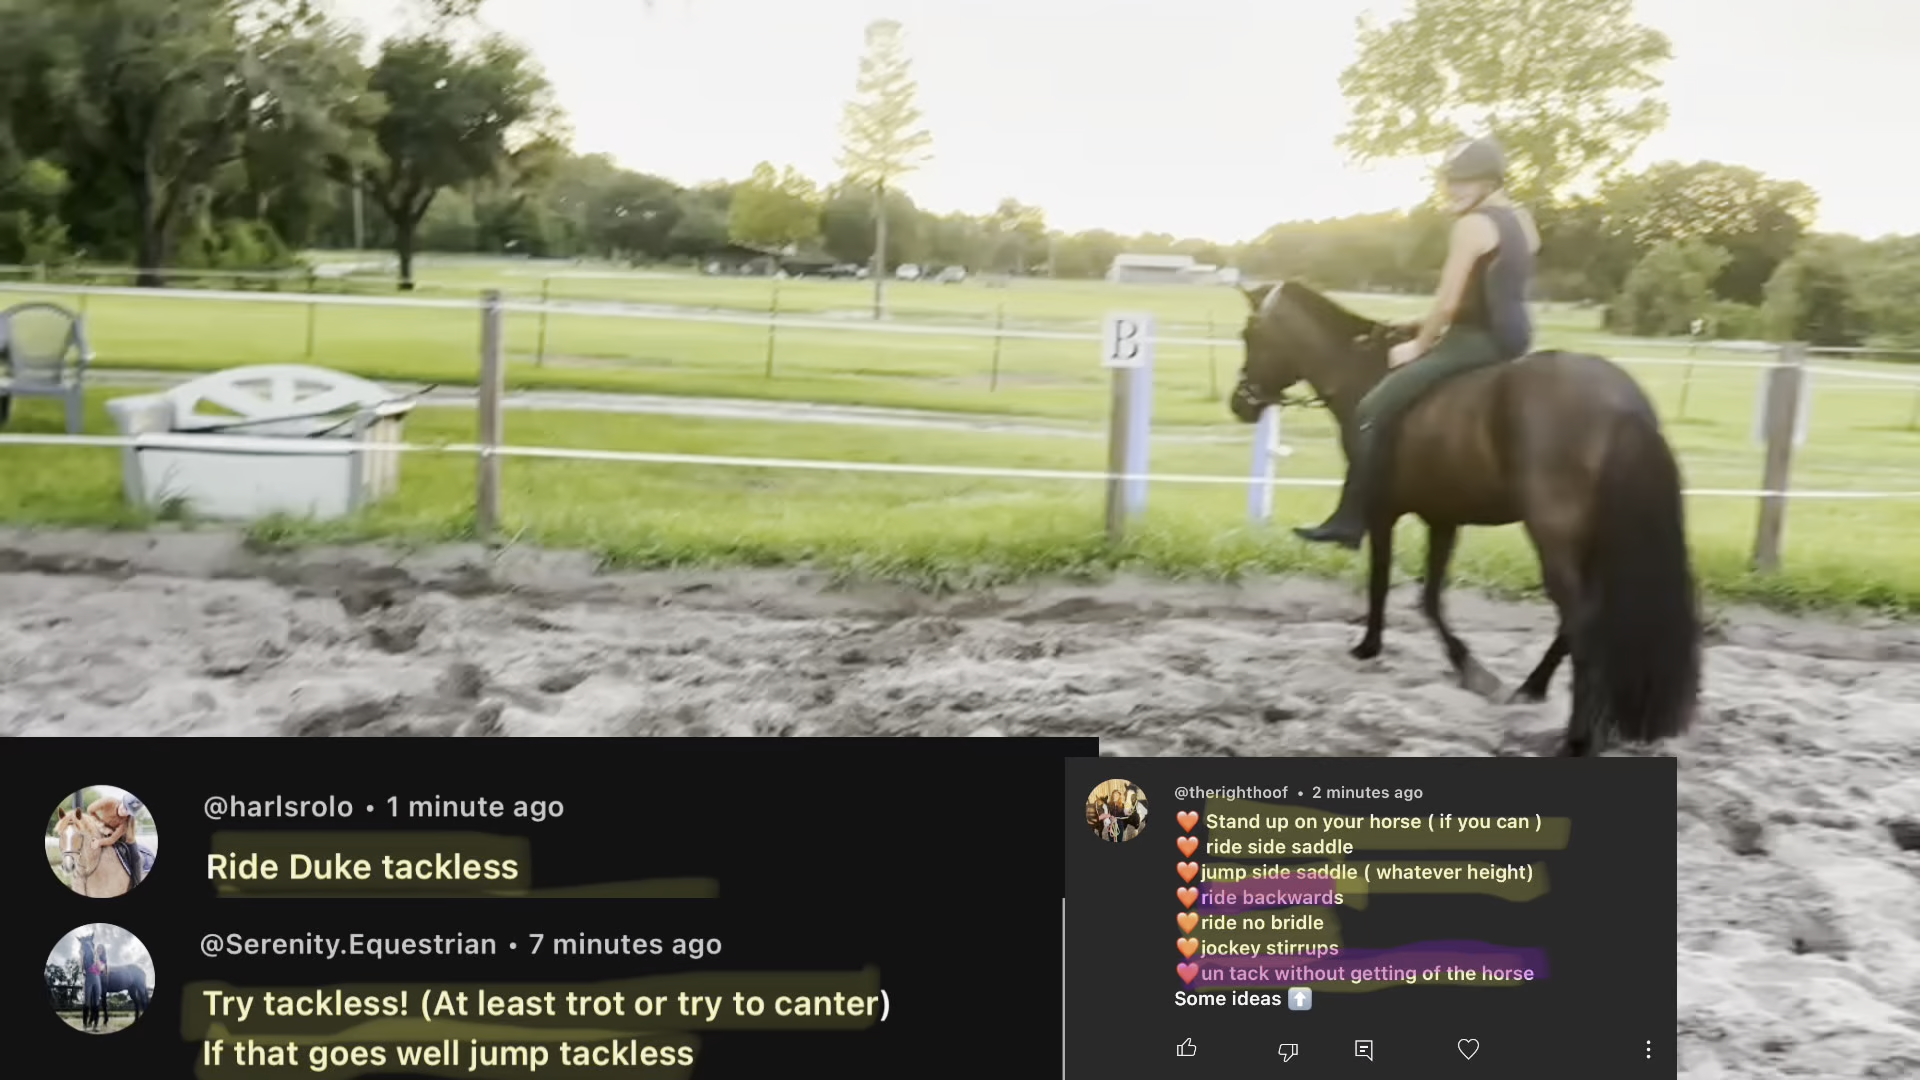 B
@harlsrolo • 1 minute ago
Ride Duke tackless
@Serenity.Equestrian • 7 minutes ago
Try tackless! (At least trot or try to canter)
If that goes well jump tackless
@therighthoof • 2 minutes ago
🧡 Stand up on your horse ( if you can )
🧡 ride side saddle
🧡jump side saddle ( whatever height)
🧡ride backwards
🧡ride no bridle
🧡jockey stirrups
🧡un tack without getting of the horse
Some ideas ⬆️